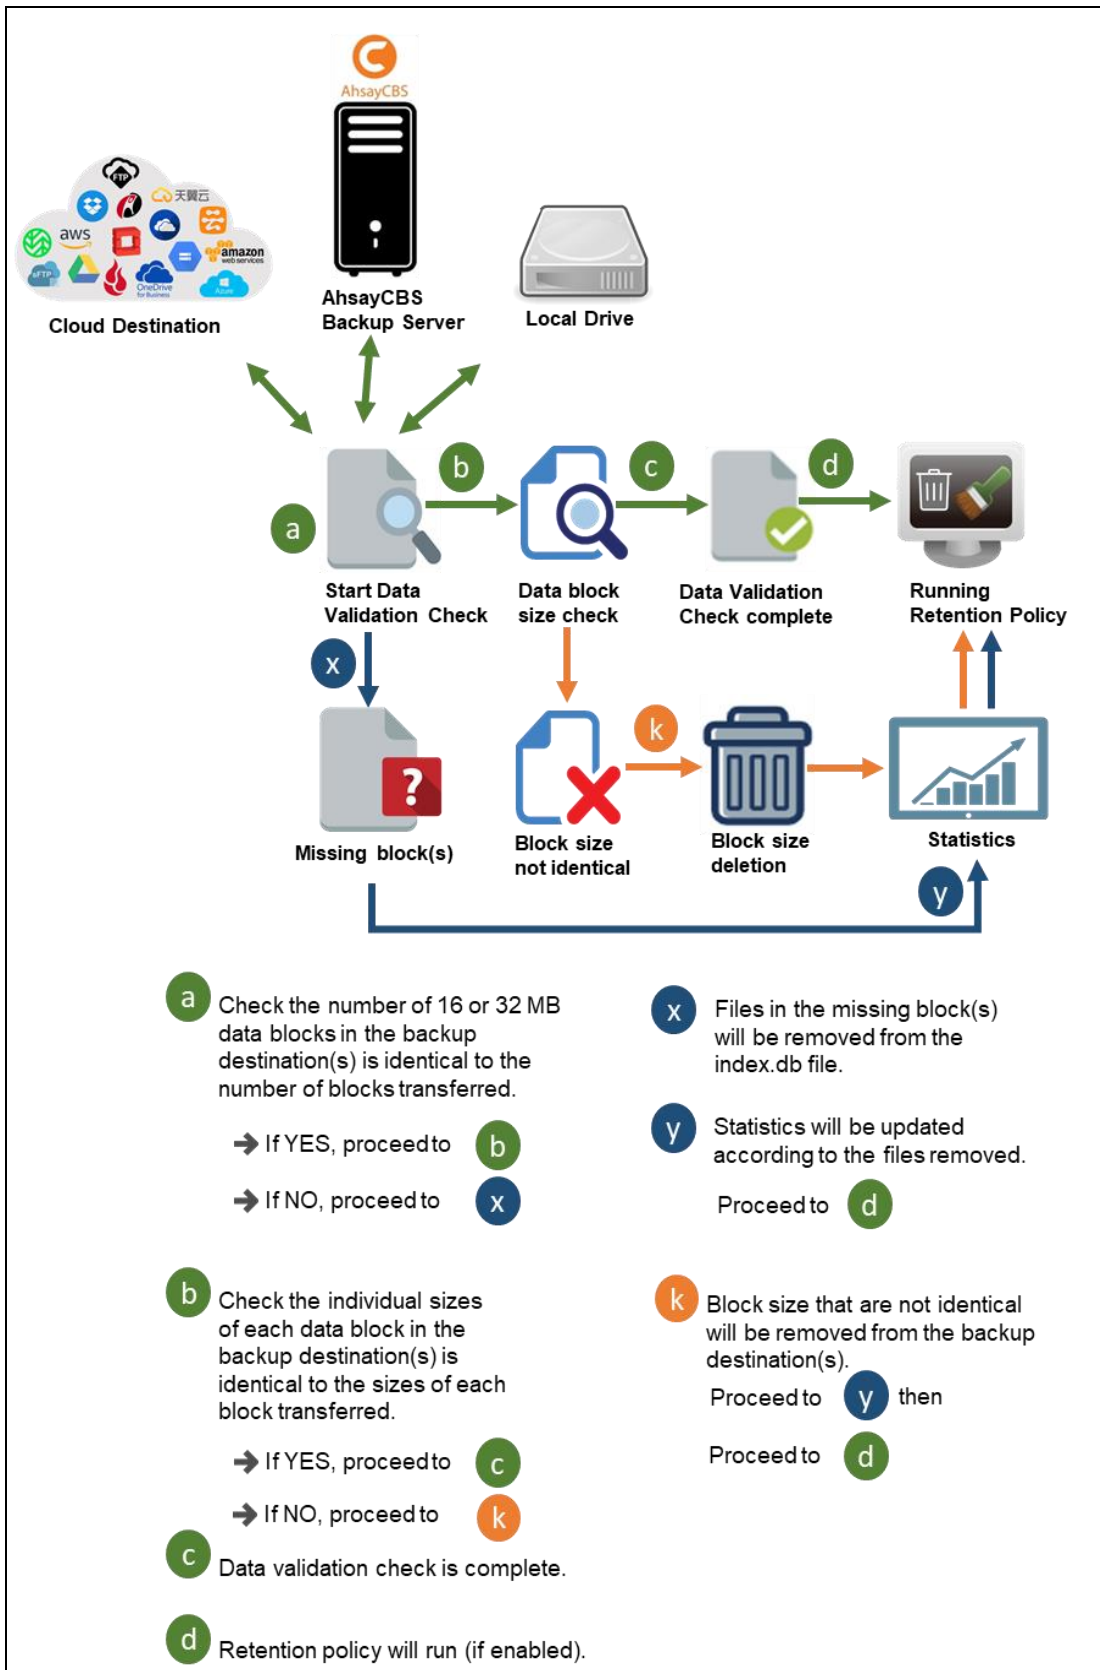 AhsayCBS
FTP
天翼云
aws
amazon
web services
sFTP
OneDrive
for Business
Azure
Cloud Destination
AhsayCBS
Backup Server
Local Drive
b
c
d
a
Start Data
Validation Check
Data block
size check
Data Validation
Check complete
Running
Retention Policy
x
k
?
Missing block(s)
Block size
not identical
Block size
deletion
Statistics
y
a
Check the number of 16 or 32 MB
data blocks in the backup
destination(s) is identical to the
number of blocks transferred.
➔ If YES, proceed to b
➔ If NO, proceed to x
b
Check the individual sizes
of each data block in the
backup destination(s) is
identical to the sizes of each
block transferred.
➔ If YES, proceed to c
➔ If NO, proceed to k
c Data validation check is complete.
d Retention policy will run (if enabled).
x
Files in the missing block(s)
will be removed from the
index.db file.
y
Statistics will be updated
according to the files removed.
Proceed to d
k
Block size that are not identical
will be removed from the backup
destination(s).
Proceed to y then
Proceed to d